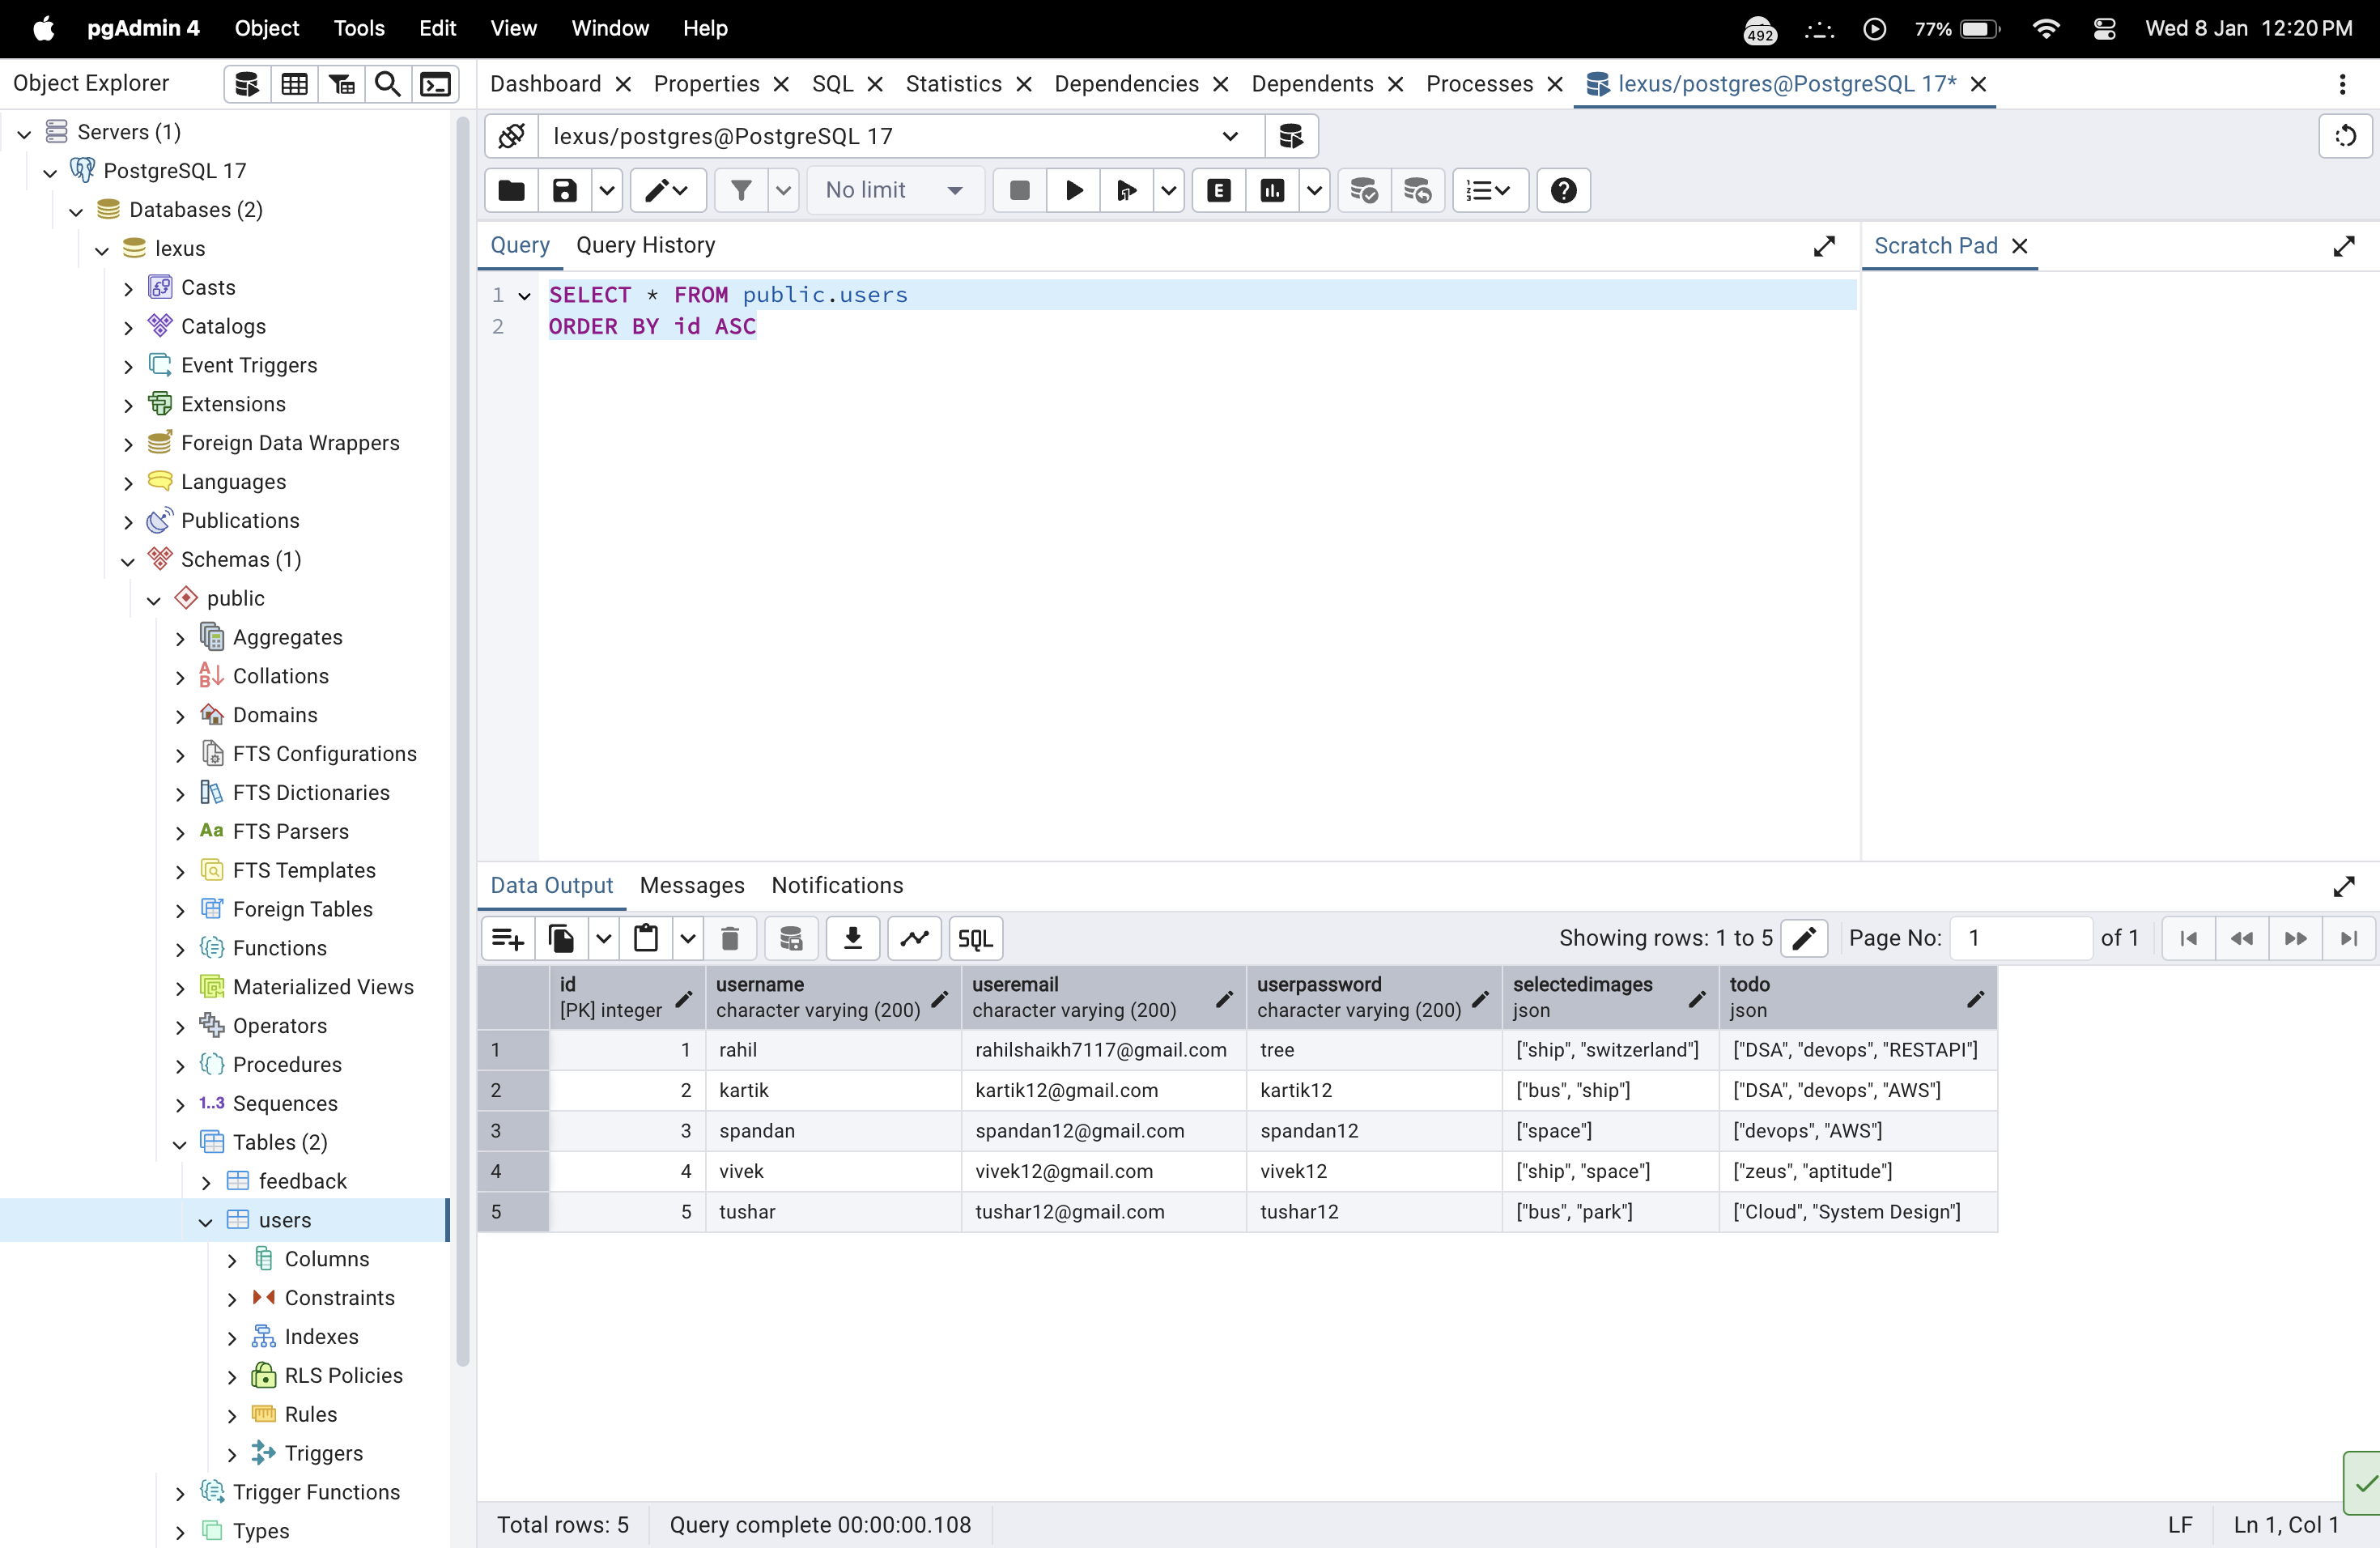 pgAdmin 4 Object Tools Edit View Window Help 492 77% Wed 8 Jan 12:20 PM
Object Explorer
Dashboard Properties SQL Statistics Dependencies Dependents Processes lexus/postgres@PostgreSQL 17*
Servers (1)
PostgreSQL 17
Databases (2)
lexus
Casts
Catalogs
Event Triggers
Extensions
Foreign Data Wrappers
Languages
Publications
Schemas (1)
public
Aggregates
Collations
Domains
FTS Configurations
FTS Dictionaries
Aa FTS Parsers
FTS Templates
Foreign Tables
Functions
Materialized Views
Operators
Procedures
1..3 Sequences
Tables (2)
feedback
users
Columns
Constraints
Indexes
RLS Policies
Rules
Triggers
Trigger Functions
Types
lexus/postgres@PostgreSQL 17
No limit E
Query Query History
Scratch Pad
1 SELECT * FROM public.users
2 ORDER BY id ASC
Data Output Messages Notifications
SQL Showing rows: 1 to 5 Page No: 1 of 1
id username useremail userpassword selectedimages todo
[PK] integer character varying (200) character varying (200) character varying (200) json json
1 1 rahil rahilshaikh7117@gmail.com tree ["ship", "switzerland"] ["DSA", "devops", "RESTAPI"]
2 2 kartik kartik12@gmail.com kartik12 ["bus", "ship"] ["DSA", "devops", "AWS"]
3 3 spandan spandan12@gmail.com spandan12 ["space"] ["devops", "AWS"]
4 4 vivek vivek12@gmail.com vivek12 ["ship", "space"] ["zeus", "aptitude"]
5 5 tushar tushar12@gmail.com tushar12 ["bus", "park"] ["Cloud", "System Design"]
Total rows: 5 Query complete 00:00:00.108 LF Ln 1, Col 1